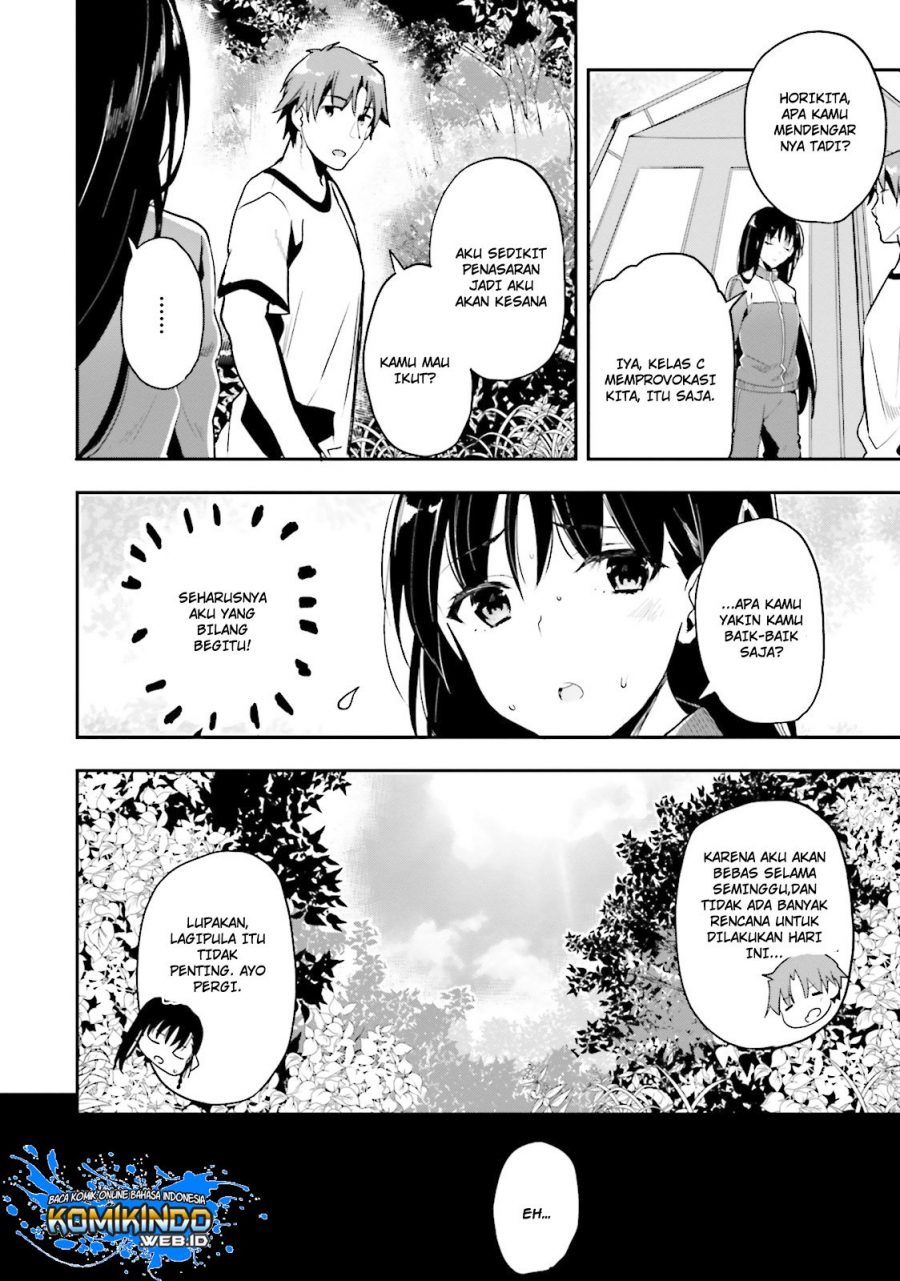 HORIKITA,
APA KAMU
MENDENGAR
NYA TADI?
IYA, KELAS C
MEMPROVOKASI
KITA, ITU SAJA.
AKU SEDIKIT
PENASARAN
JADI AKU
AKAN KESANA
KAMU MAU
IKUT?
......
...APA KAMU
YAKIN KAMU
BAIK-BAIK
SAJA?
SEHARUSNYA
AKU YANG
BILANG
BEGITU!
KARENA AKU AKAN
BEBAS SELAMA
SEMINGGU,DAN
TIDAK ADA BANYAK
RENCANA UNTUK
DILAKUKAN HARI
INI...
LUPAKAN,
LAGIPULA ITU
TIDAK
PENTING. AYO
PERGI.
EH...
BACA KOMIK ONLINE BAHASA INDONESIA
KOMIKINDO
WEB.ID